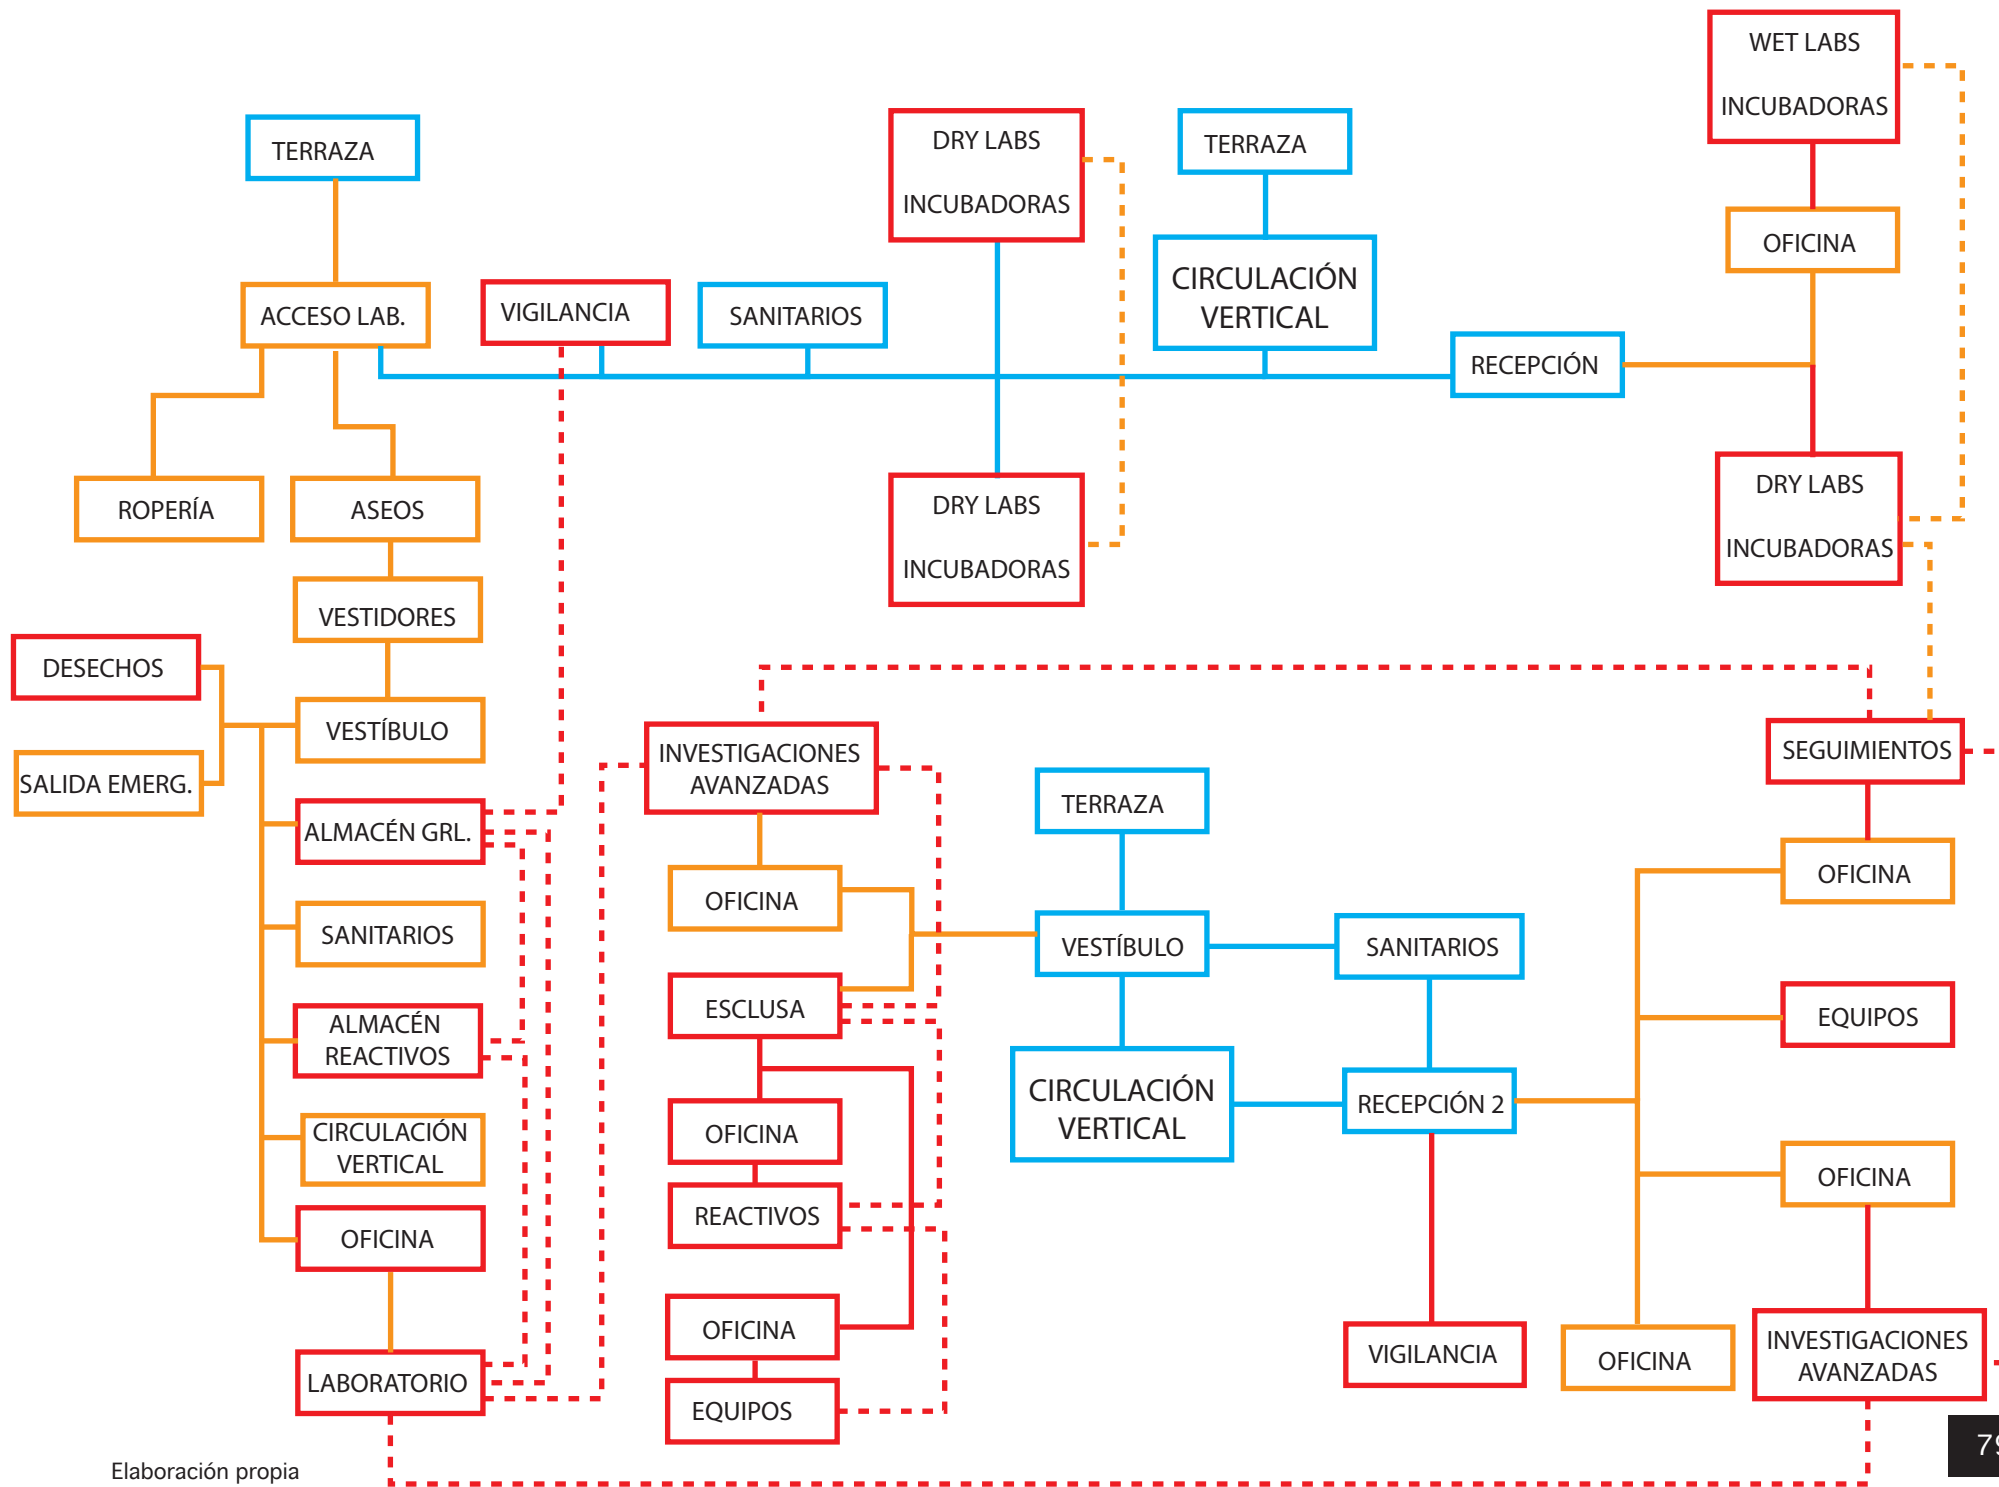 WET LABS
INCUBADORAS
TERRAZA
DRY LABS
INCUBADORAS
TERRAZA
OFICINA
ACCESO LAB.
VIGILANCIA
SANITARIOS
CIRCULACIÓN
VERTICAL
RECEPCIÓN
ROPERÍA
ASEOS
DRY LABS
INCUBADORAS
DRY LABS
INCUBADORAS
VESTIDORES
DESECHOS
VESTÍBULO
SALIDA EMERG.
INVESTIGACIONES
AVANZADAS
SEGUIMIENTOS
TERRAZA
ALMACÉN GRL.
OFICINA
OFICINA
SANITARIOS
VESTÍBULO
SANITARIOS
ESCLUSA
EQUIPOS
ALMACÉN
REACTIVOS
CIRCULACIÓN
VERTICAL
RECEPCIÓN 2
CIRCULACIÓN
VERTICAL
OFICINA
OFICINA
REACTIVOS
OFICINA
OFICINA
VIGILANCIA
OFICINA
INVESTIGACIONES
AVANZADAS
LABORATORIO
EQUIPOS
Elaboración propia
79